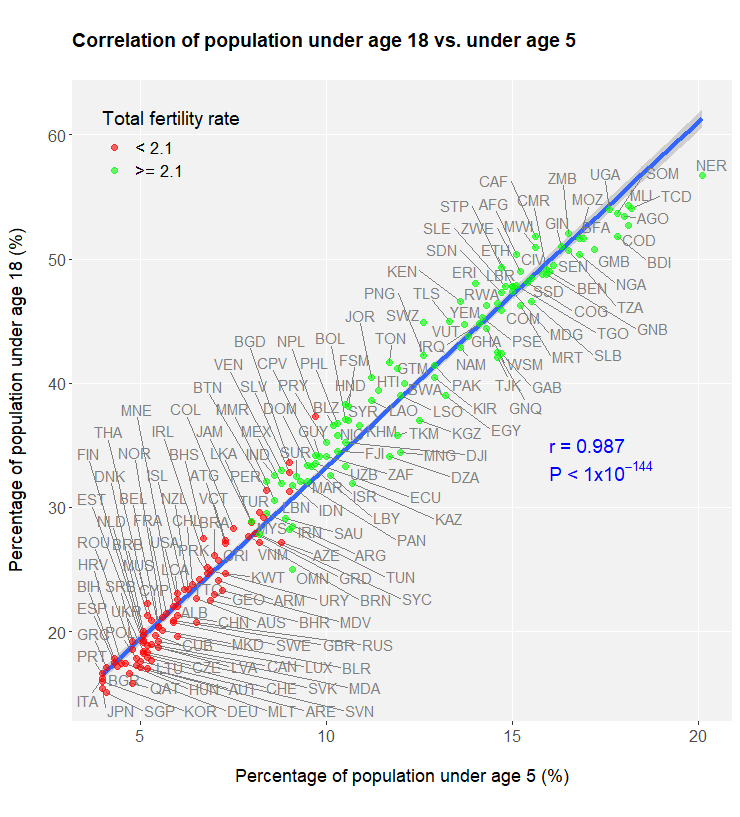 Correlation of population under age 18 vs. under age 5
Total fertility rate
< 2.1
>= 2.1
Percentage of population under age 18 (%)
60
50
40
30
20
NER
CAF ZMB UGA SOM
STP AFG CMR MOZ MLI TCD
SLE ZWE MWI GIN BFA AGO
SDN ETH CIV COD
KEN ERI LBR SEN GMB BDI
PNG TLS RWA SSD BEN NGA
JOR SWZ YEM COM COG TZA
BGD NPL BOL TON VUT IRQ GHA PSE MDG TGO GNB
VEN CPV PHL FSM GTM NAM WSM MRT SLB
BTN SLV PRY HND HTI BWA PAK TJK GAB
MNE COL MMR DOM BLZ SYR LAO LSO KIR GNQ
THA IRL JAM MEX GUY NIC KHM TKM KGZ EGY
FIN NOR BHS LKA IND SUR FJI MNG DJI
DNK ISL ATG PER UZB ZAF DZA
EST BEL NZL VCT TUR MAR ISR ECU
NLD FRA CHL BRA LBN IDN LBY KAZ
ROU BRB USA PRK MYS IRN SAU PAN
HRV MUS LCA CRI VNM AZE ARG
BIH SRB CYP TTO KWT OMN GRD TUN
ESP UKR ALB GEO ARM URY BRN SYC
GRC POL CHN AUS BHR MDV
PRT CUB MKD SWE GBR RUS
BGR LTU CZE LVA CAN LUX BLR
ITA QAT HUN AUT CHE SVK MDA
JPN SGP KOR DEU MLT ARE SVN
r = 0.987
P < 1x10⁻¹⁴⁴
5 10 15 20
Percentage of population under age 5 (%)